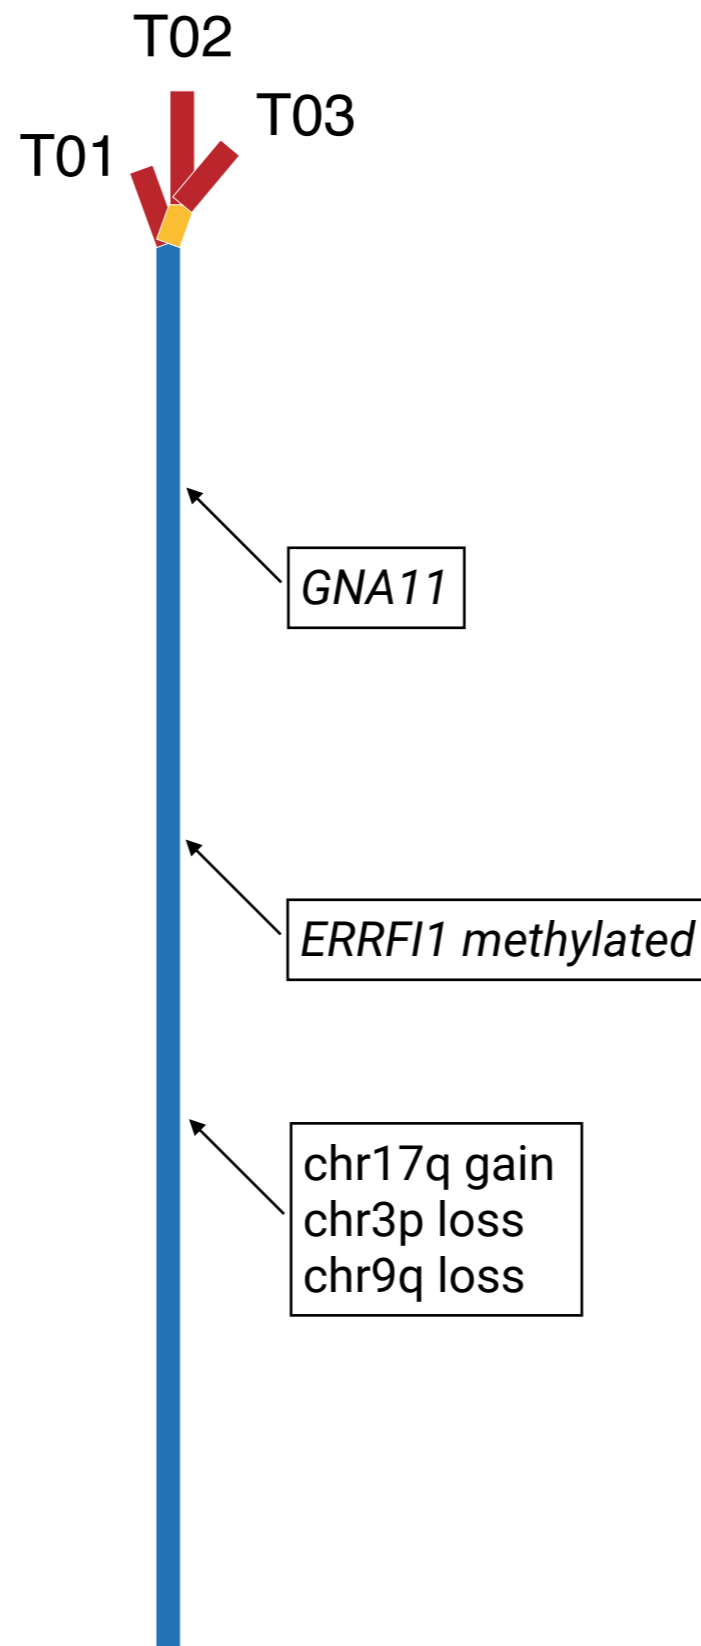 T02
T03
T01
GNA11
ERRFI1 methylated
chr17q gain
chr3p loss
chr9q loss